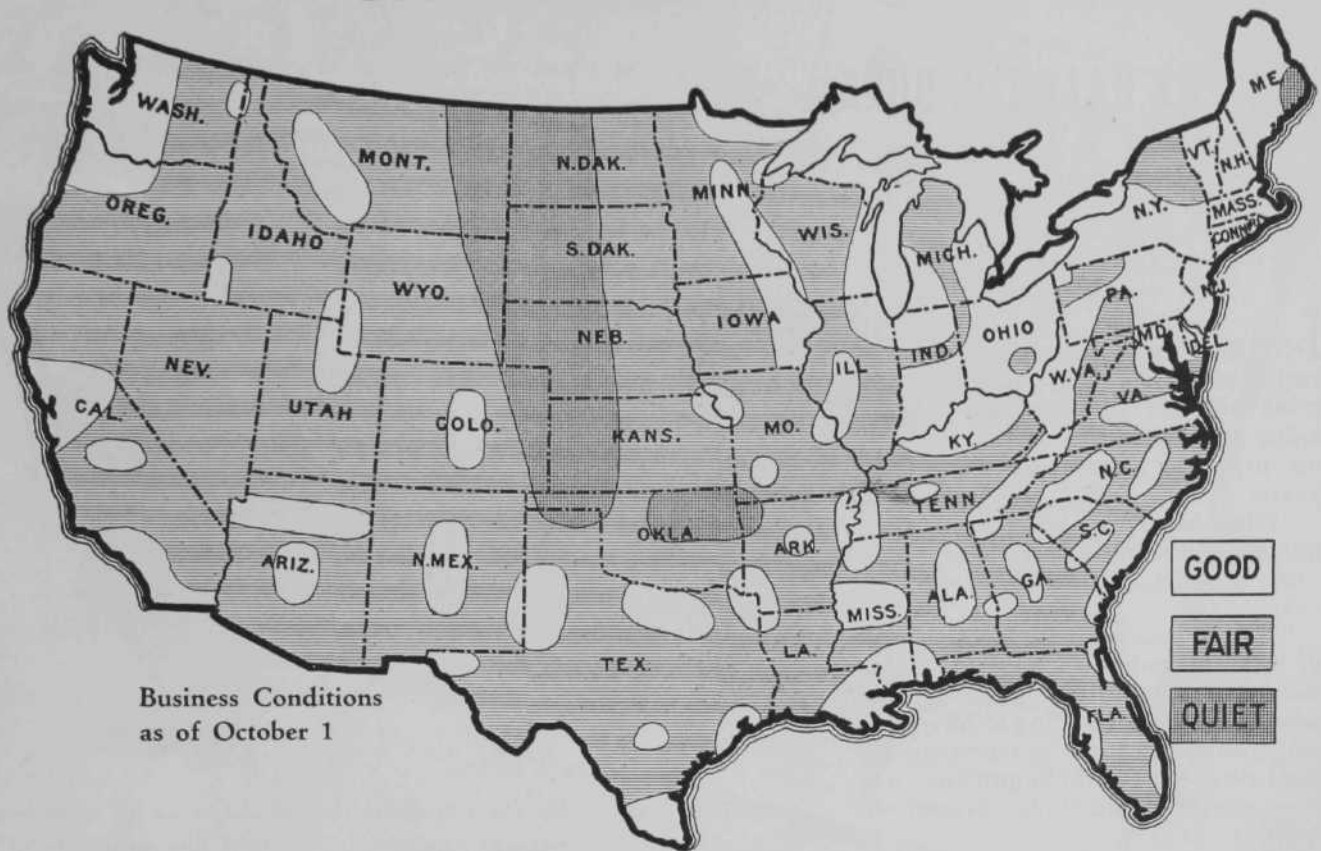 WASH.
MONT.
N.DAK.
MINN.
ME.
VT.
N.H.
OREG.
IDAHO
S.DAK.
WIS.
MICH.
N.Y.
MASS.
CONN.
WYO.
NEB.
IOWA
PA.
N.J.
NEV.
UTAH
COLO.
KANS.
MO.
ILL
IND.
OHIO
W.VA.
MD.
DEL.
VA.
CAL.
KY.
N.C.
TENN.
ARIZ.
N.MEX.
OKLA.
ARK.
S.C.
TEX.
LA.
MISS.
ALA.
GA.
FLA.
GOOD
FAIR
QUIET
Business Conditions
as of October 1